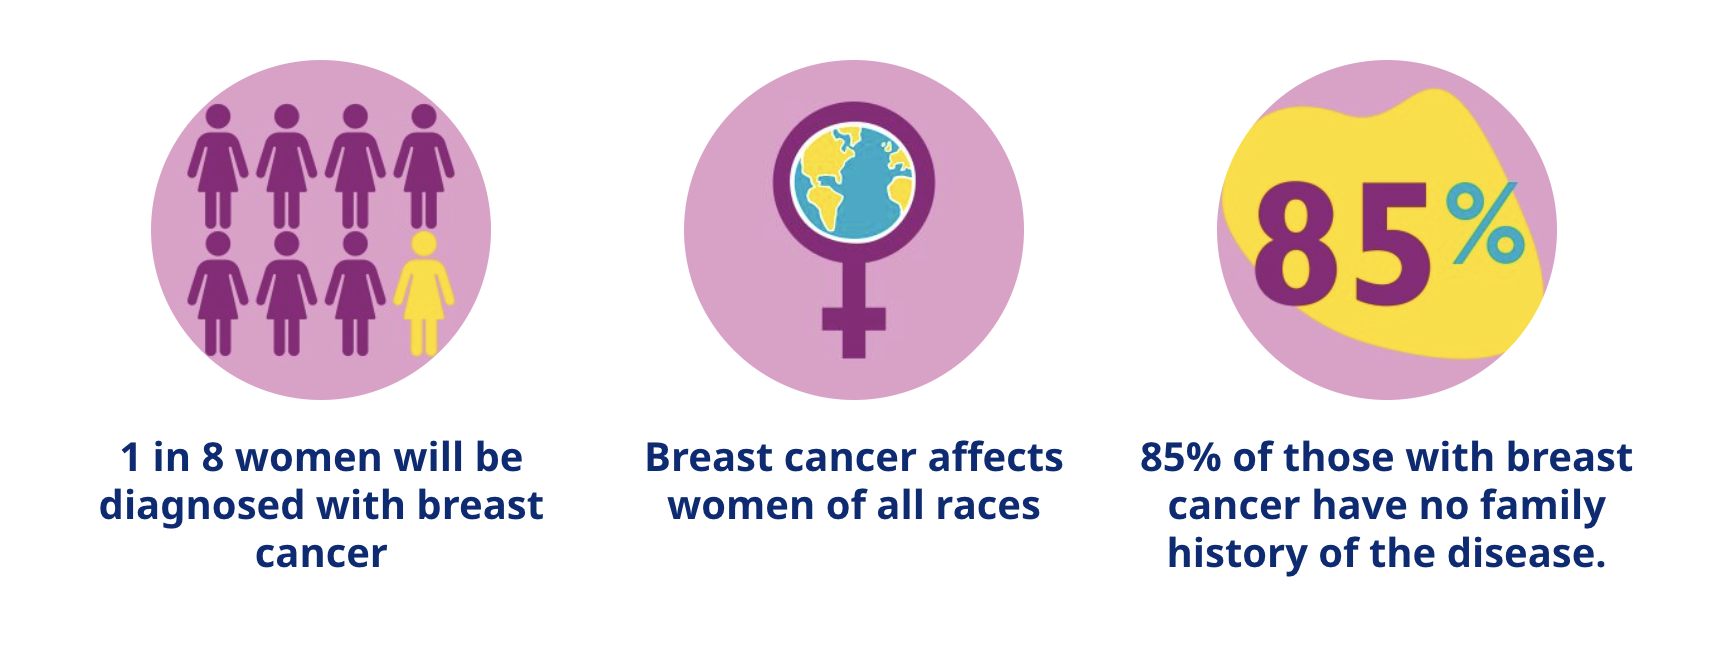 85%
1 in 8 women will be
diagnosed with breast
cancer
Breast cancer affects
women of all races
85% of those with breast
cancer have no family
history of the disease.